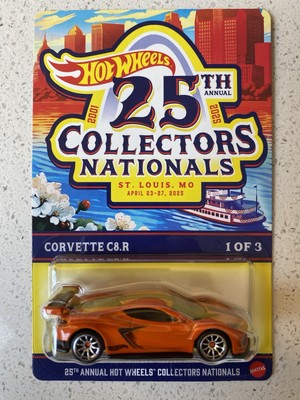 HOT WHEELS
25TH
ANNUAL
2001
2025
COLLECTORS
NATIONALS
ST. LOUIS, MO
APRIL 23-27, 2025
CORVETTE C8.R
1 OF 3
25TH ANNUAL HOT WHEELS COLLECTORS NATIONALS
MATTEL